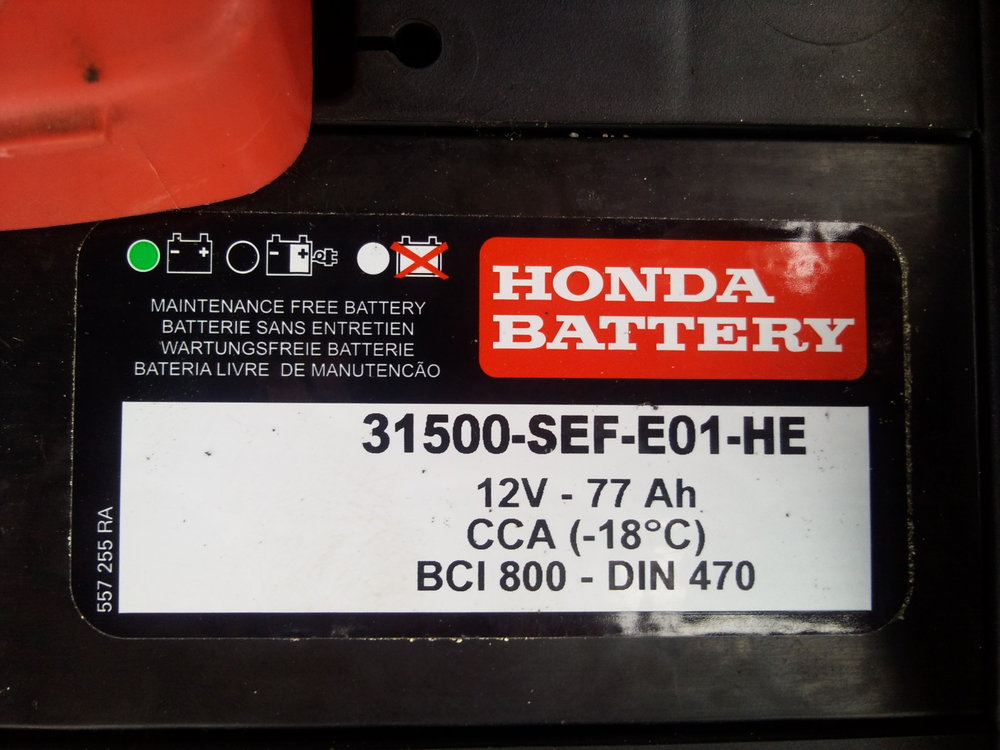 HONDA
BATTERY
MAINTENANCE FREE BATTERY
BATTERIE SANS ENTRETIEN
WARTUNGSFREIE BATTERIE
BATERIA LIVRE DE MANUTENCÃO
31500-SEF-E01-HE
12V - 77 Ah
CCA (-18°C)
BCI 800 - DIN 470
557 255 RA